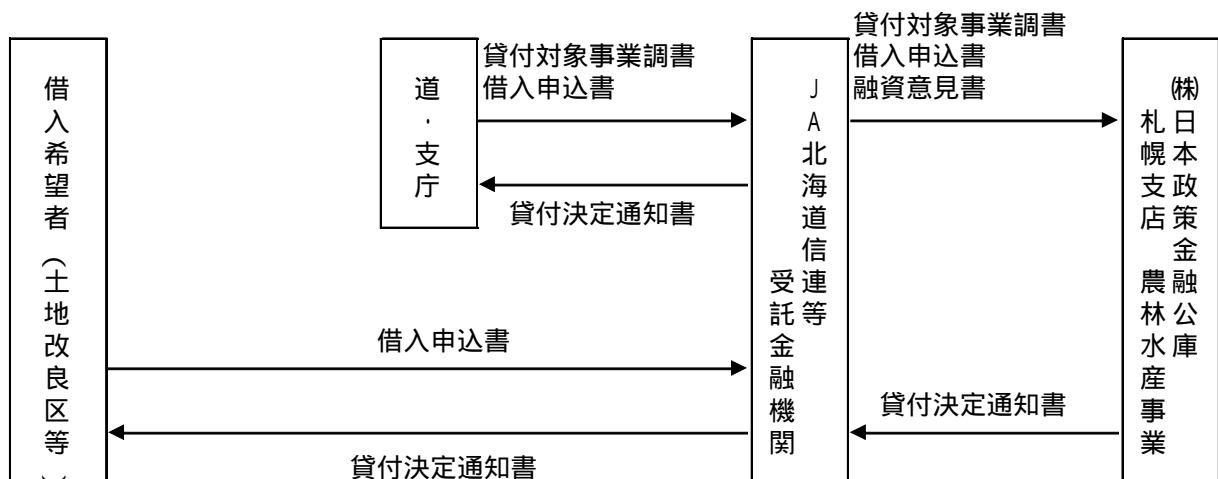 借入希望者（土地改良区等）
道・支庁
貸付対象事業調書
借入申込書
貸付決定通知書
借入申込書
貸付決定通知書
JA北海道信連等
受託金融機関
貸付対象事業調書
借入申込書
融資意見書
貸付決定通知書
㈱日本政策金融公庫
札幌支店 農林水産事業